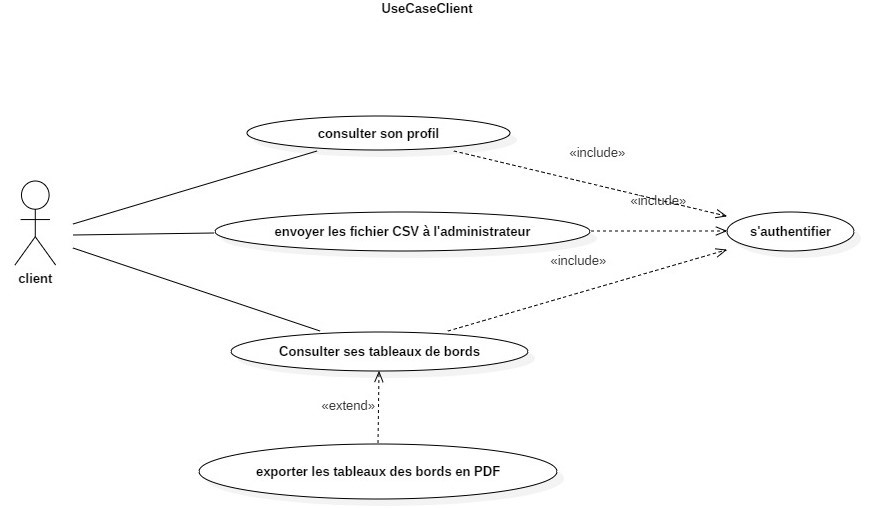 UseCaseClient
consulter son profil
«include»
«include»
envoyer les fichier CSV à l'administrateur
s'authentifier
«include»
client
Consulter ses tableaux de bords
«extend»
exporter les tableaux des bords en PDF